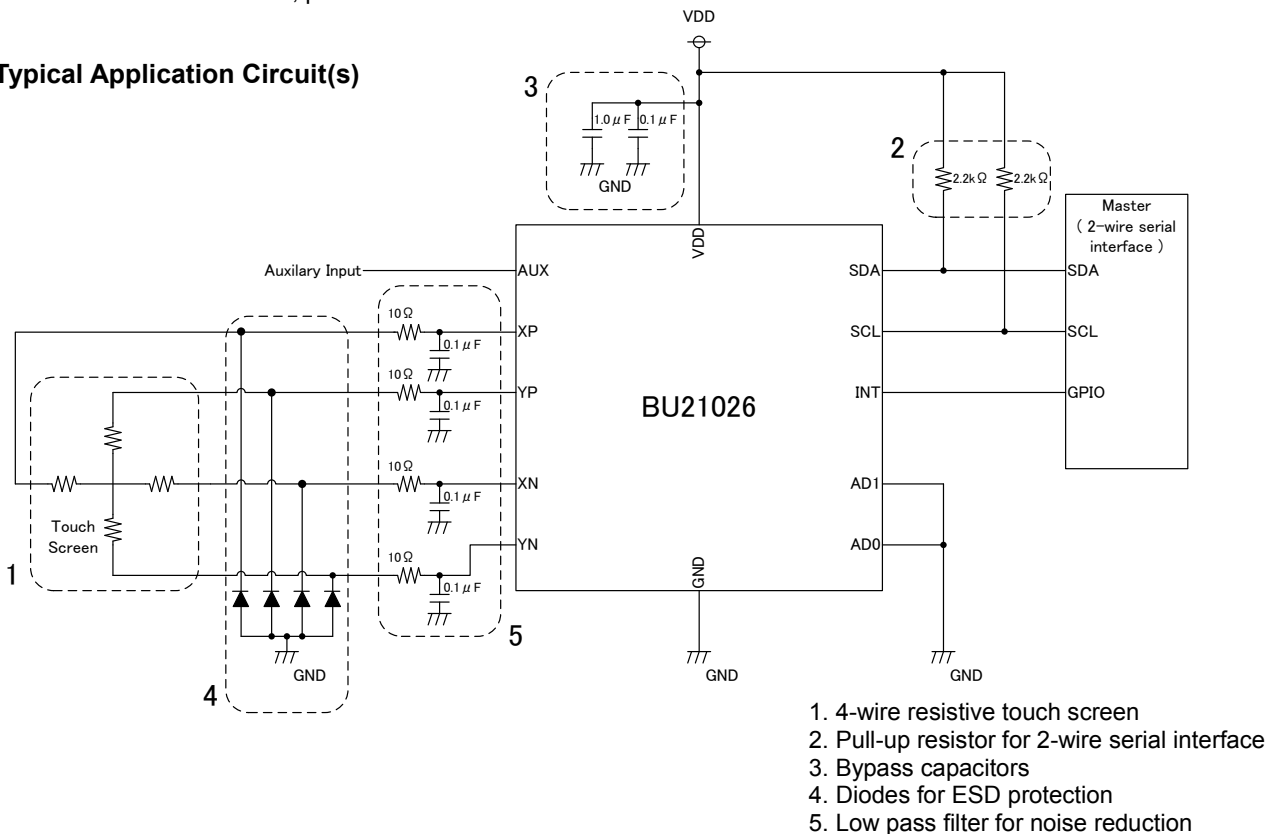 VDD
Typical Application Circuit(s)
3
1.0μF 0.1μF
GND
2
2.2kΩ 2.2kΩ
Master
( 2-wire serial
interface )
VDD
Auxilary Input
AUX
SDA
SDA
10Ω
XP
0.1μF
SCL
SCL
10Ω
YP
0.1μF
BU21026
INT
GPIO
10Ω
XN
0.1μF
AD1
Touch
Screen
10Ω
YN
0.1μF
AD0
1
GND
5
GND
4
GND
GND
1. 4-wire resistive touch screen
2. Pull-up resistor for 2-wire serial interface
3. Bypass capacitors
4. Diodes for ESD protection
5. Low pass filter for noise reduction